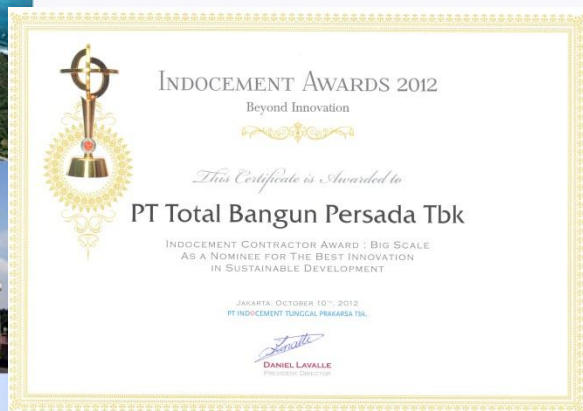 INDOCEMENT AWARDS 2012
Beyond Innovation
This Certificate is Awarded to
PT Total Bangun Persada Tbk
INDOCEMENT CONTRACTOR AWARD : BIG SCALE
AS A NOMINEE FOR THE BEST INNOVATION
IN SUSTAINABLE DEVELOPMENT
JAKARTA, OCTOBER 10TH, 2012
PT INDOCEMENT TUNGGAL PRAKARSA Tbk.
DANIEL LAVALLE
PRESIDENT DIRECTOR